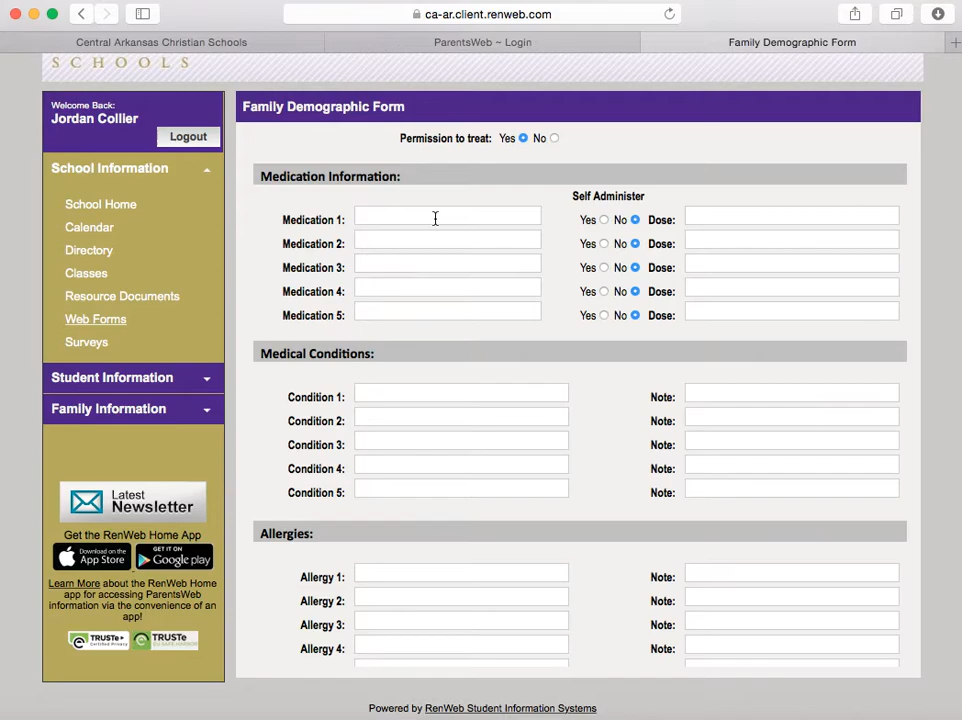 ca-ar.client.renweb.com
Central Arkansas Christian Schools
ParentsWeb ~ Login
Family Demographic Form
SCHOOLS
Welcome Back:
Jordan Collier
Logout
School Information
School Home
Calendar
Directory
Classes
Resource Documents
Web Forms
Surveys
Student Information
Family Information
Latest
Newsletter
Get the RenWeb Home App
Download on the
App Store
GET IT ON
Google play
Learn More about the RenWeb Home
app for accessing ParentsWeb
information via the convenience of an
app!
TRUSTe
Certified Privacy
TRUSTe
Family Demographic Form
Permission to treat: Yes No
Medication Information:
Self Administer
Medication 1: Yes No Dose:
Medication 2: Yes No Dose:
Medication 3: Yes No Dose:
Medication 4: Yes No Dose:
Medication 5: Yes No Dose:
Medical Conditions:
Condition 1: Note:
Condition 2: Note:
Condition 3: Note:
Condition 4: Note:
Condition 5: Note:
Allergies:
Allergy 1: Note:
Allergy 2: Note:
Allergy 3: Note:
Allergy 4: Note:
Powered by RenWeb Student Information Systems